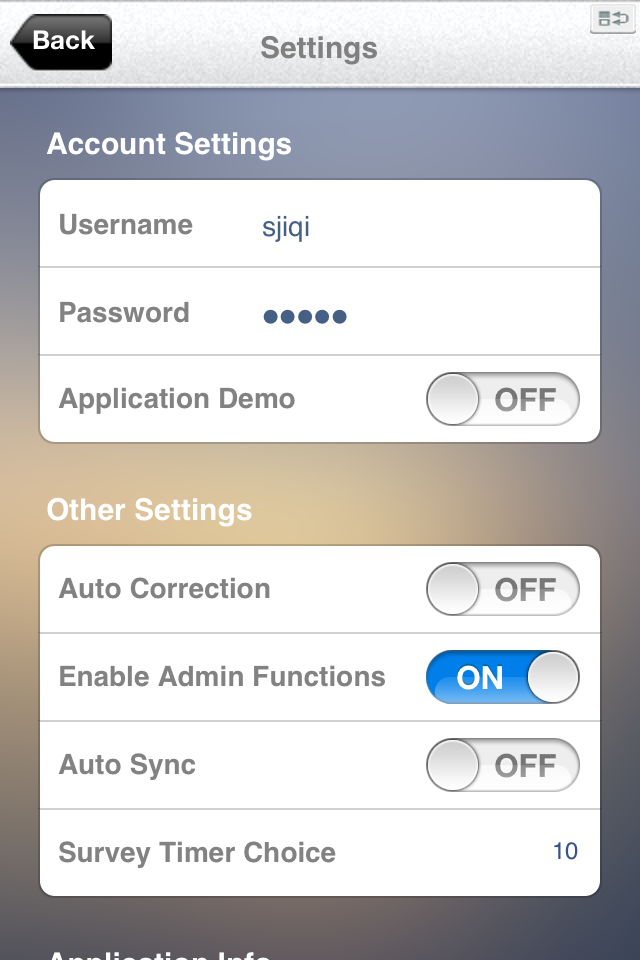 Back
Settings
Account Settings
Username sjiqi
Password •••••
Application Demo OFF
Other Settings
Auto Correction OFF
Enable Admin Functions ON
Auto Sync OFF
Survey Timer Choice 10
Application Info